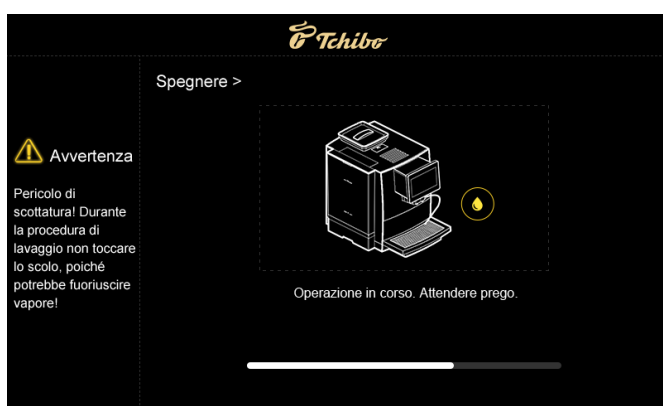 Tchibo
Spegnere >
Avvertenza
Pericolo di
scottatura! Durante
la procedura di
lavaggio non toccare
lo scolo, poiché
potrebbe fuoriuscire
vapore!
Operazione in corso. Attendere prego.